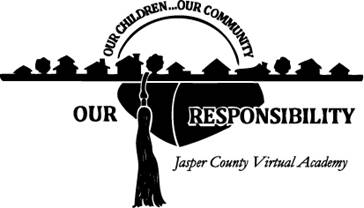 OUR CHILDREN...OUR COMMUNITY
OUR RESPONSIBILITY
Jasper County Virtual Academy